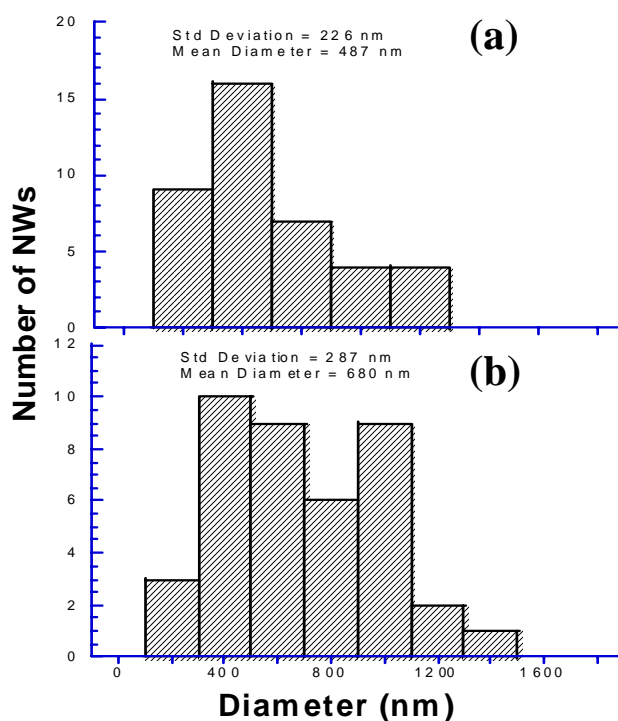 20
Std Deviation = 226 nm
Mean Diameter = 487 nm
(a)
15
10
5
0
Number of NWs
12
Std Deviation = 287 nm
Mean Diameter = 680 nm
(b)
10
8
6
4
2
0
0 400 800 1200 1600
Diameter (nm)